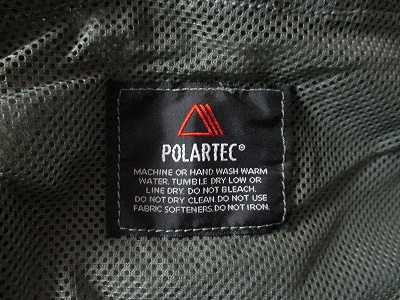 POLARTEC®
MACHINE OR HAND WASH WARM
WATER. TUMBLE DRY LOW OR
LINE DRY. DO NOT BLEACH.
DO NOT DRY CLEAN. DO NOT USE
FABRIC SOFTENERS. DO NOT IRON.